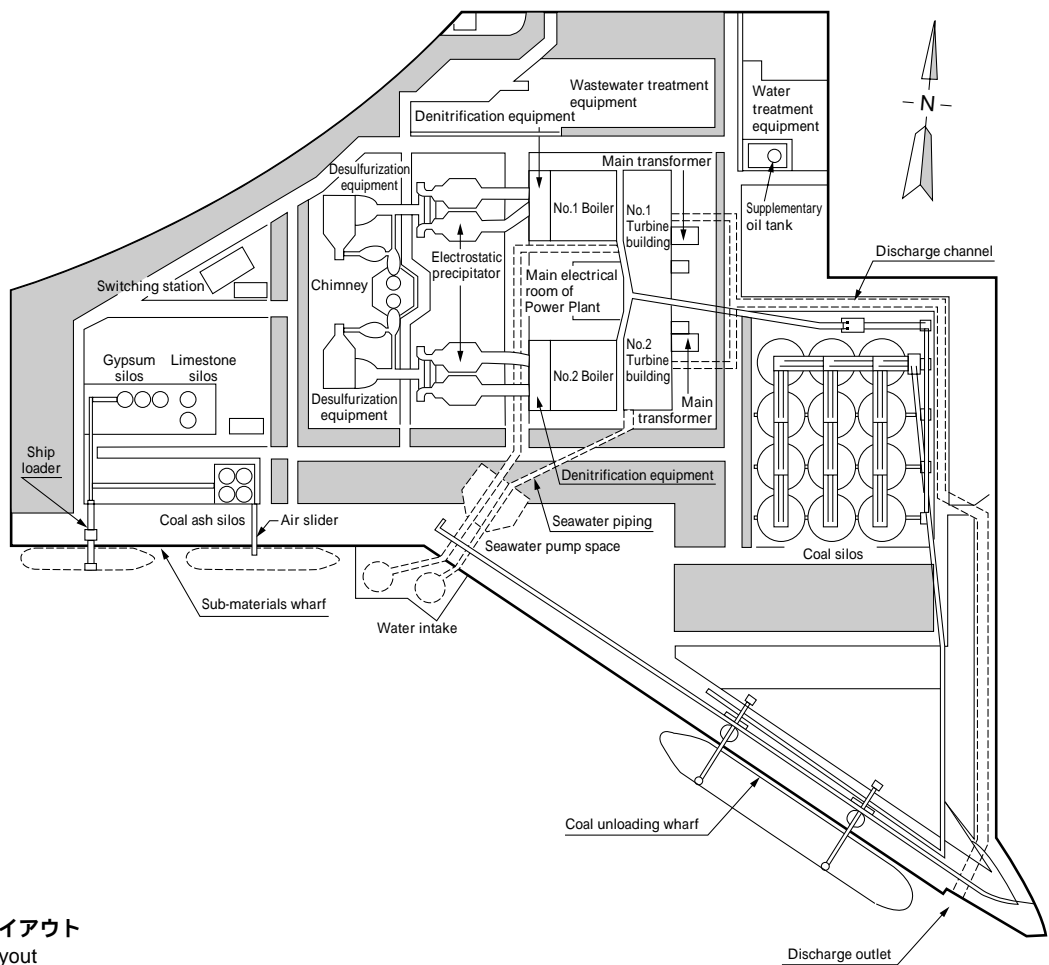 Wastewater treatment
equipment
Water
treatment
equipment
Denitrification equipment
N
Main transformer
Desulfurization
equipment
No.1 Boiler
No.1
Turbine
building
Supplementary
oil tank
Discharge channel
Electrostatic
precipitator
Switching station
Chimney
Main electrical
room of
Power Plant
No.2
Turbine
building
Gypsum
silos
Limestone
silos
No.2 Boiler
Desulfurization
equipment
Main
transformer
Ship
loader
Denitrification equipment
Coal ash silos
Air slider
Seawater piping
Seawater pump space
Coal silos
Sub-materials wharf
Water intake
Coal unloading wharf
Discharge outlet
イアウト
yout